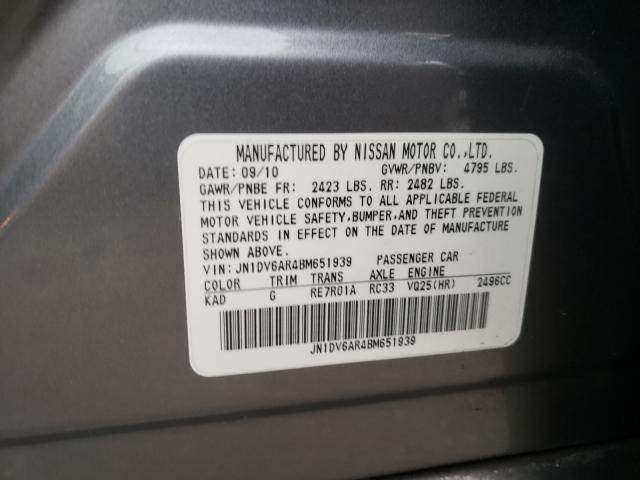 MANUFACTURED BY NISSAN MOTOR CO.,LTD.
DATE: 09/10 GVWR/PNBV: 4795 LBS.
GAWR/PNBE FR: 2423 LBS. RR: 2482 LBS.
THIS VEHICLE CONFORMS TO ALL APPLICABLE FEDERAL
MOTOR VEHICLE SAFETY, BUMPER, AND THEFT PREVENTION
STANDARDS IN EFFECT ON THE DATE OF MANUFACTURE
SHOWN ABOVE.
VIN: JN1DV6AR4BM651939 PASSENGER CAR
COLOR TRIM TRANS AXLE ENGINE
KAD G RE7R01A RC33 VQ25(HR) 2496CC
JN1DV6AR4BM651939